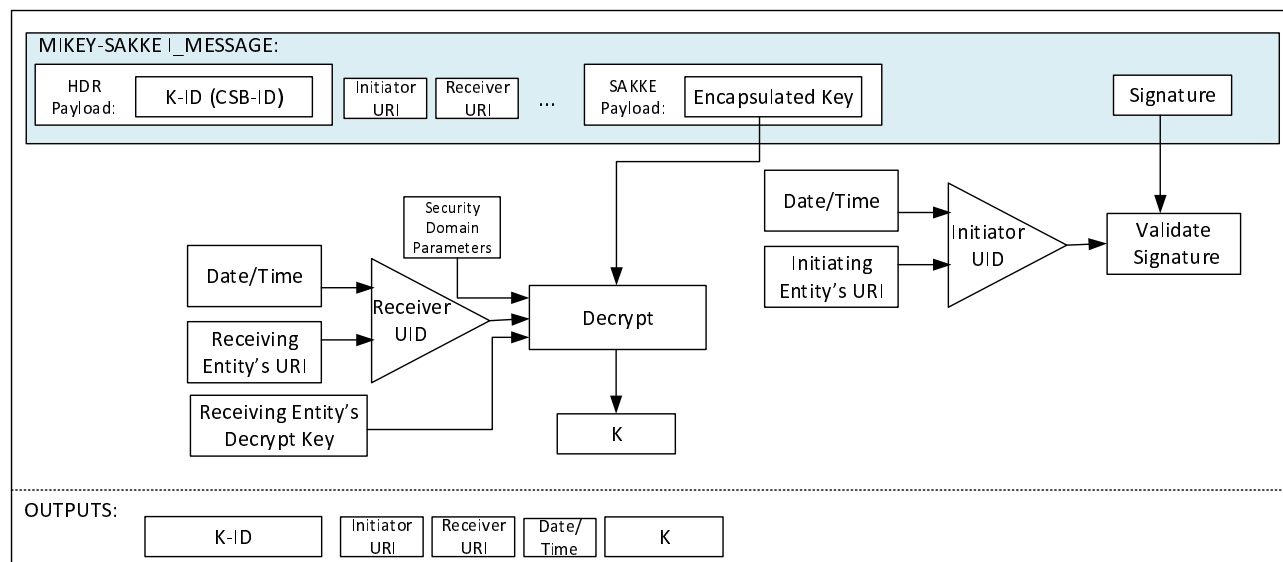 MIKEY-SAKKE I_MESSAGE:
HDR
Payload:
K-ID (CSB-ID)
Initiator
URI
Receiver
URI
...
SAKKE
Payload:
Encapsulated Key
Signature
Security
Domain
Parameters
Date/Time
Receiving
Entity's URI
Receiver
UID
Receiving Entity's
Decrypt Key
Decrypt
K
Date/Time
Initiating
Entity's URI
Initiator
UID
Validate
Signature
OUTPUTS:
K-ID
Initiator
URI
Receiver
URI
Date/
Time
K